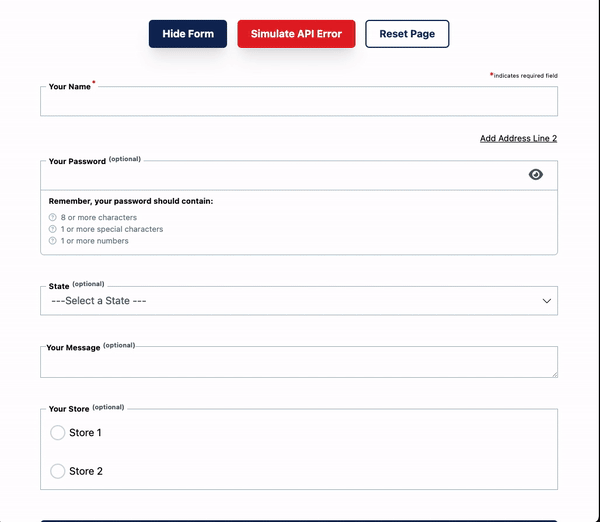 Hide Form Simulate API Error Reset Page
*indicates required field
Your Name*
Add Address Line 2
Your Password (optional)
Remember, your password should contain:
8 or more characters
1 or more special characters
1 or more numbers
State (optional)
---Select a State ---
Your Message (optional)
Your Store (optional)
Store 1
Store 2